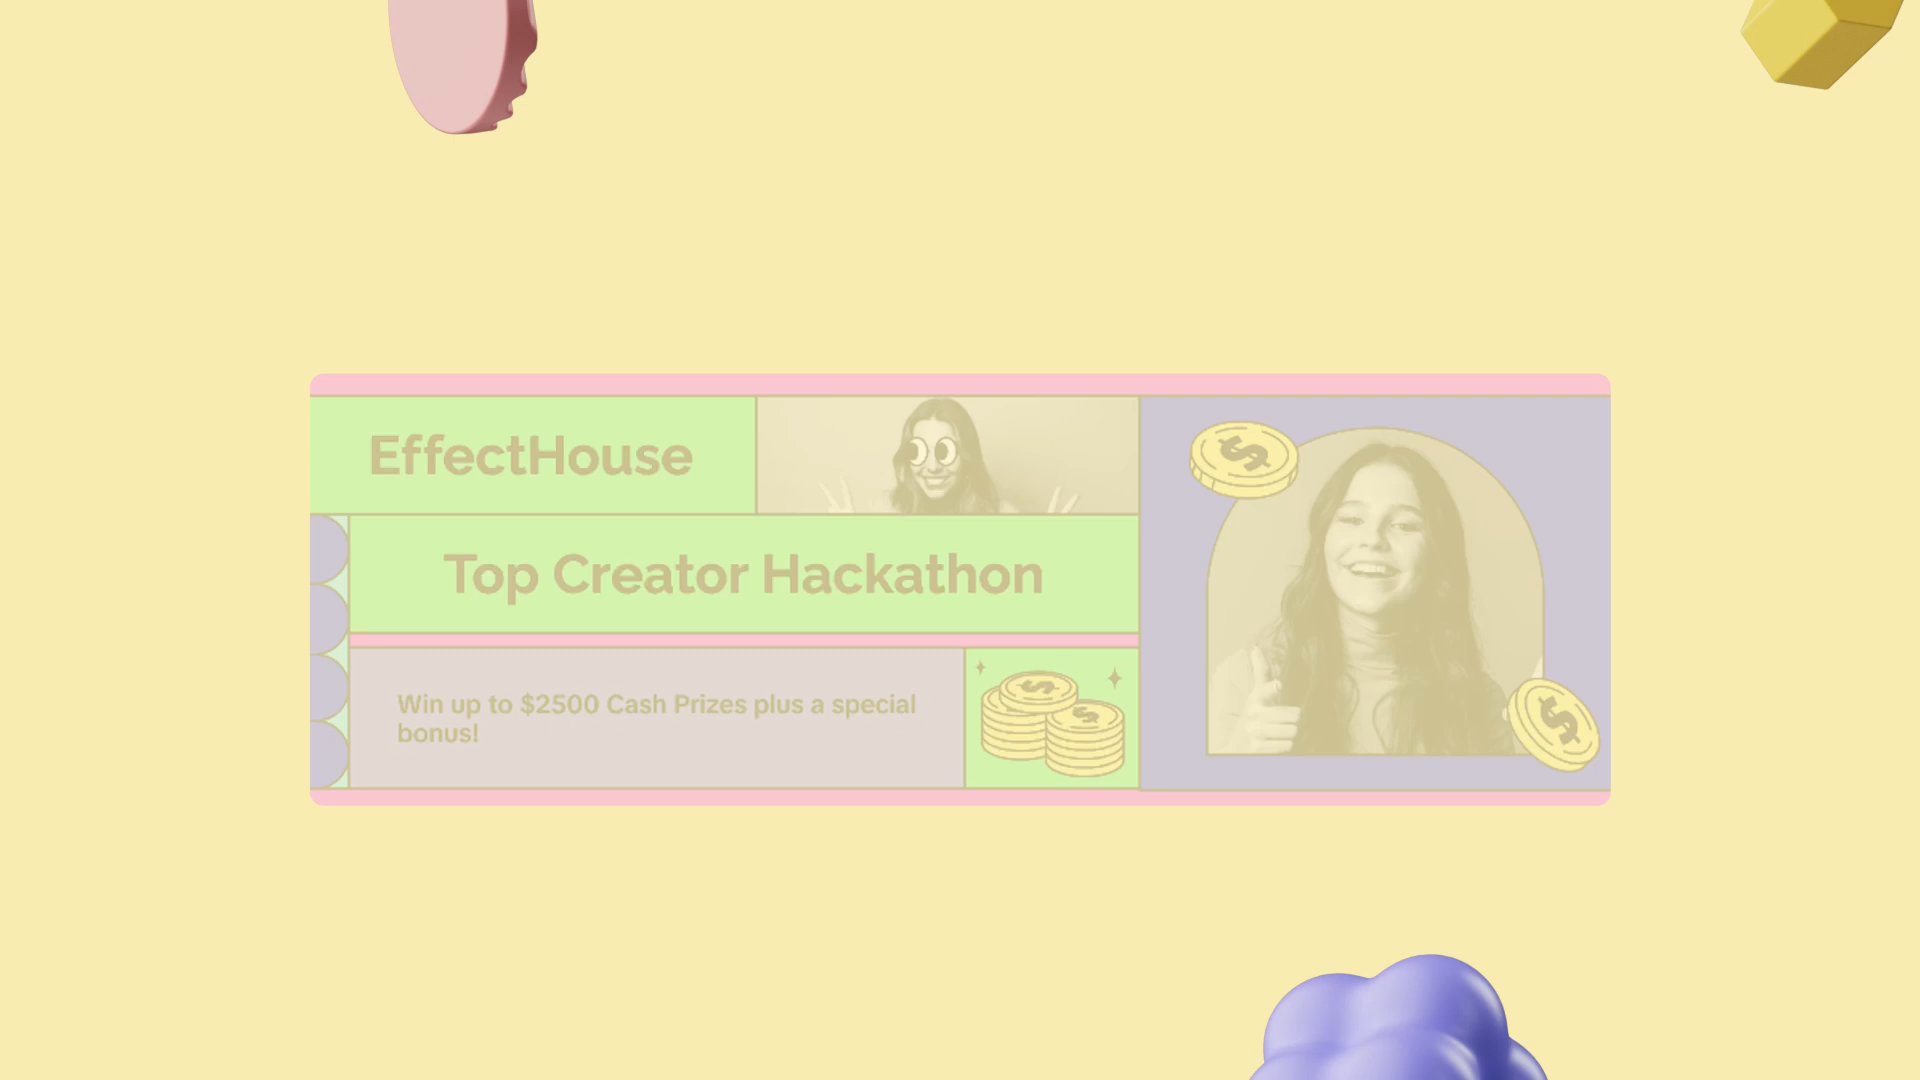 EffectHouse
Top Creator Hackathon
Win up to $2500 Cash Prizes plus a special
bonus!